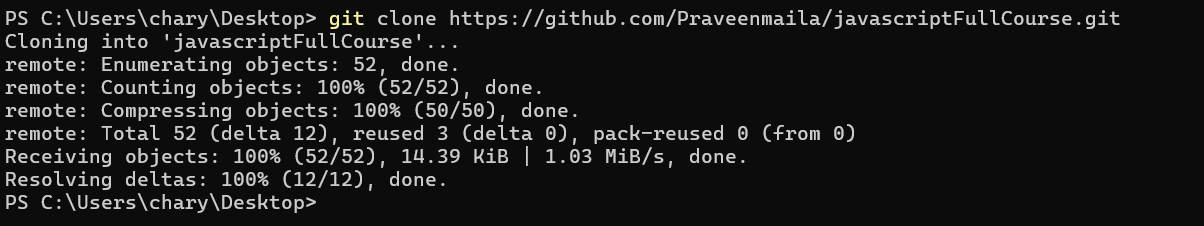 PS C:\Users\chary\Desktop> git clone https://github.com/Praveenmaila/javascriptFullCourse.git
Cloning into 'javascriptFullCourse'...
remote: Enumerating objects: 52, done.
remote: Counting objects: 100% (52/52), done.
remote: Compressing objects: 100% (50/50), done.
remote: Total 52 (delta 12), reused 3 (delta 0), pack-reused 0 (from 0)
Receiving objects: 100% (52/52), 14.39 KiB | 1.03 MiB/s, done.
Resolving deltas: 100% (12/12), done.
PS C:\Users\chary\Desktop>